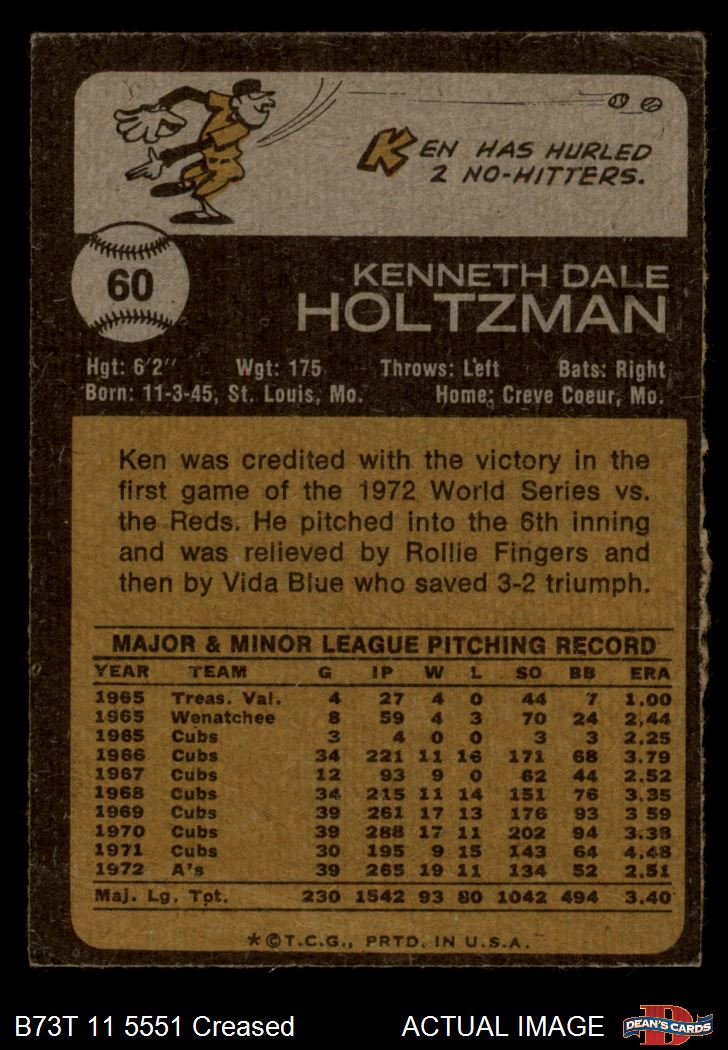 KEN HAS HURLED
2 NO-HITTERS.
60
KENNETH DALE
HOLTZMAN
Hgt: 6'2" Wgt: 175 Throws: Left Bats: Right
Born: 11-3-45, St. Louis, Mo. Home: Creve Coeur, Mo.
Ken was credited with the victory in the
first game of the 1972 World Series vs.
the Reds. He pitched into the 6th inning
and was relieved by Rollie Fingers and
then by Vida Blue who saved 3-2 triumph.
MAJOR & MINOR LEAGUE PITCHING RECORD
YEAR TEAM G IP W L SO BB ERA
1965 Treas. Val. 4 27 4 0 44 7 1.00
1965 Wenatchee 8 59 4 3 70 24 2.44
1965 Cubs 3 4 0 0 3 3 2.25
1966 Cubs 34 221 11 16 171 68 3.79
1967 Cubs 12 93 9 0 62 44 2.52
1968 Cubs 34 215 11 14 151 76 3.35
1969 Cubs 39 261 17 13 176 93 3.59
1970 Cubs 39 288 17 11 202 94 3.38
1971 Cubs 30 195 9 15 143 64 4.48
1972 A's 39 265 19 11 134 52 2.51
Maj. Lg. Tot. 230 1542 93 80 1042 494 3.40
*©T.C.G., PRTD. IN U.S.A.
B73T 11 5551 Creased ACTUAL IMAGE
D
DEAN'S CARDS